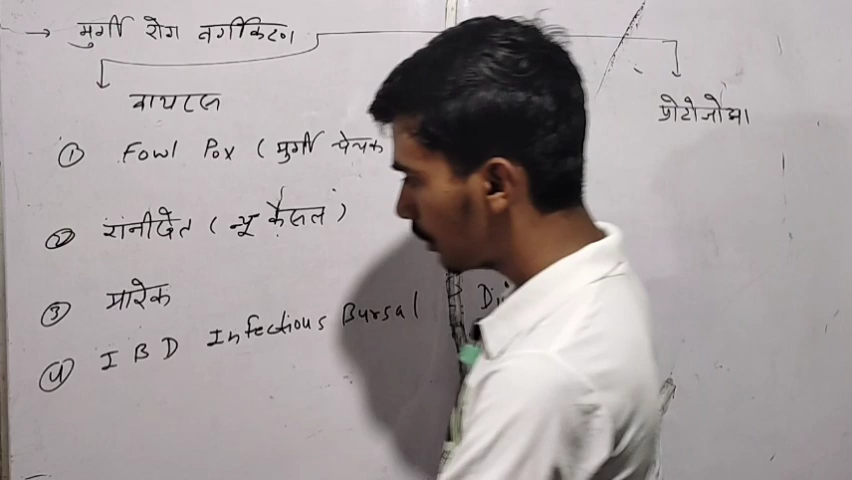 → मुर्गी रोग वर्गीकरण
वायरस
प्रोटोजोआ
① Fowl Pox ( मुर्गी चेचक
② रानीखेत ( न्यू कैसल )
③ मारेक
④ I B D Infectious Bursal